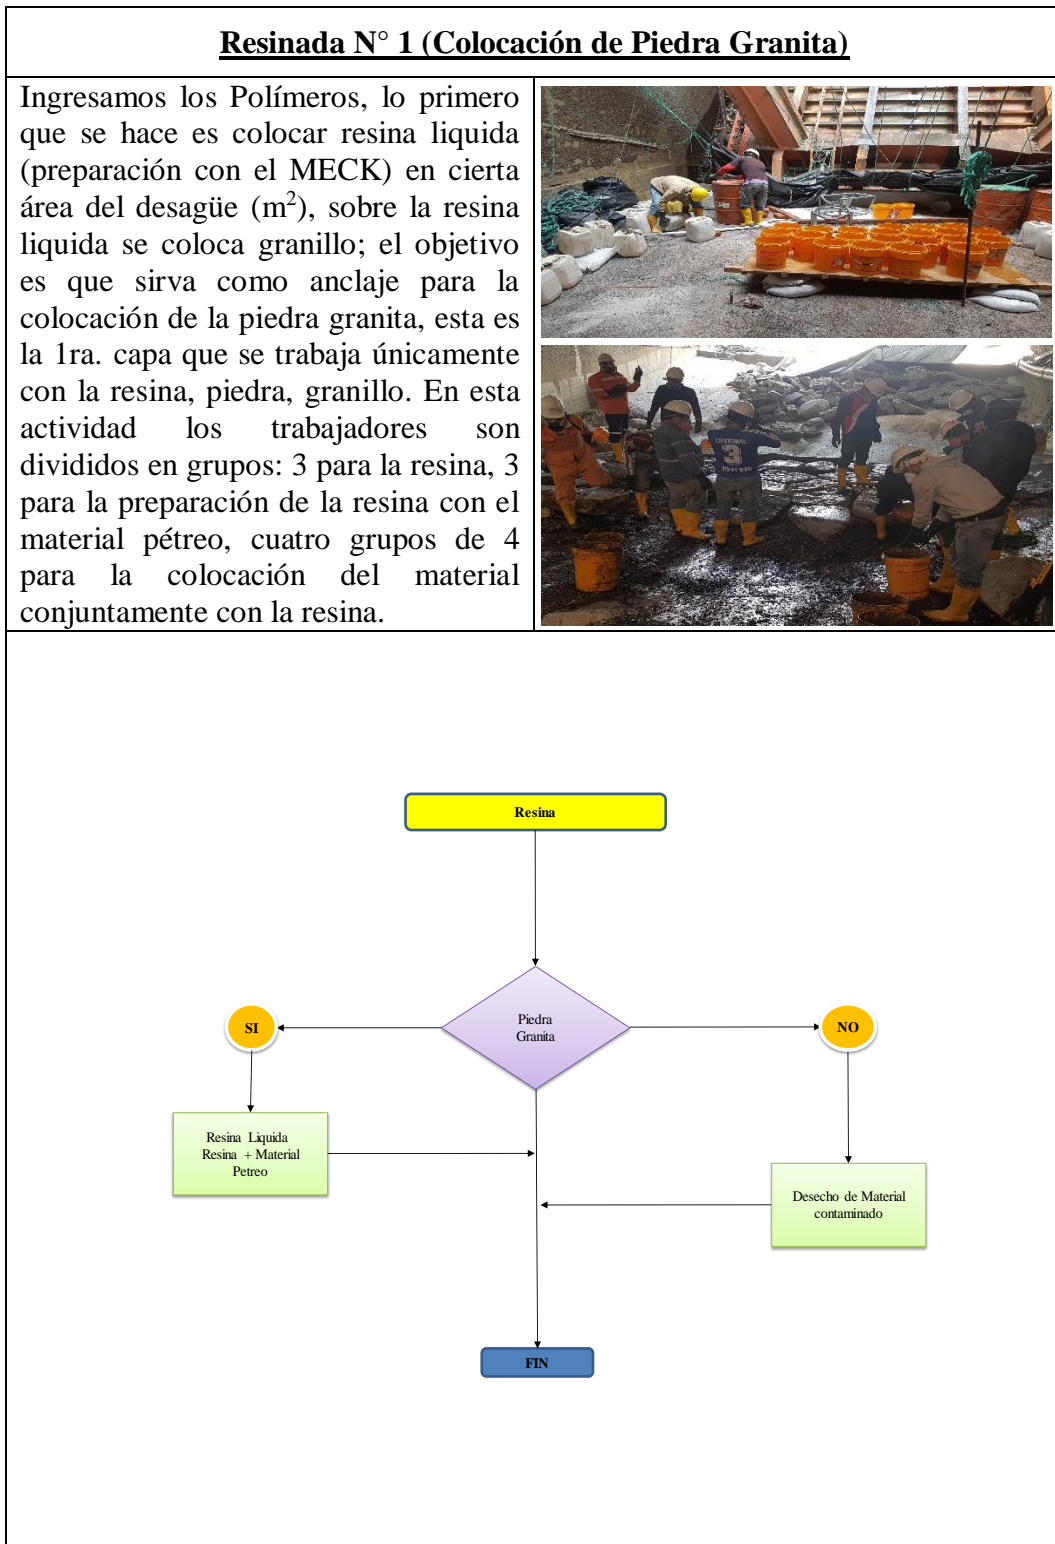 Resinada N° 1 (Colocación de Piedra Granita)
Ingresamos los Polímeros, lo primero
que se hace es colocar resina liquida
(preparación con el MECK) en cierta
área del desagüe (m²), sobre la resina
liquida se coloca granillo; el objetivo
es que sirva como anclaje para la
colocación de la piedra granita, esta es
la 1ra. capa que se trabaja únicamente
con la resina, piedra, granillo. En esta
actividad los trabajadores son
divididos en grupos: 3 para la resina, 3
para la preparación de la resina con el
material pétreo, cuatro grupos de 4
para la colocación del material
conjuntamente con la resina.
3
Resina
Piedra
Granita
SI
NO
Resina Liquida
Resina + Material
Petreo
Desecho de Material
contaminado
FIN